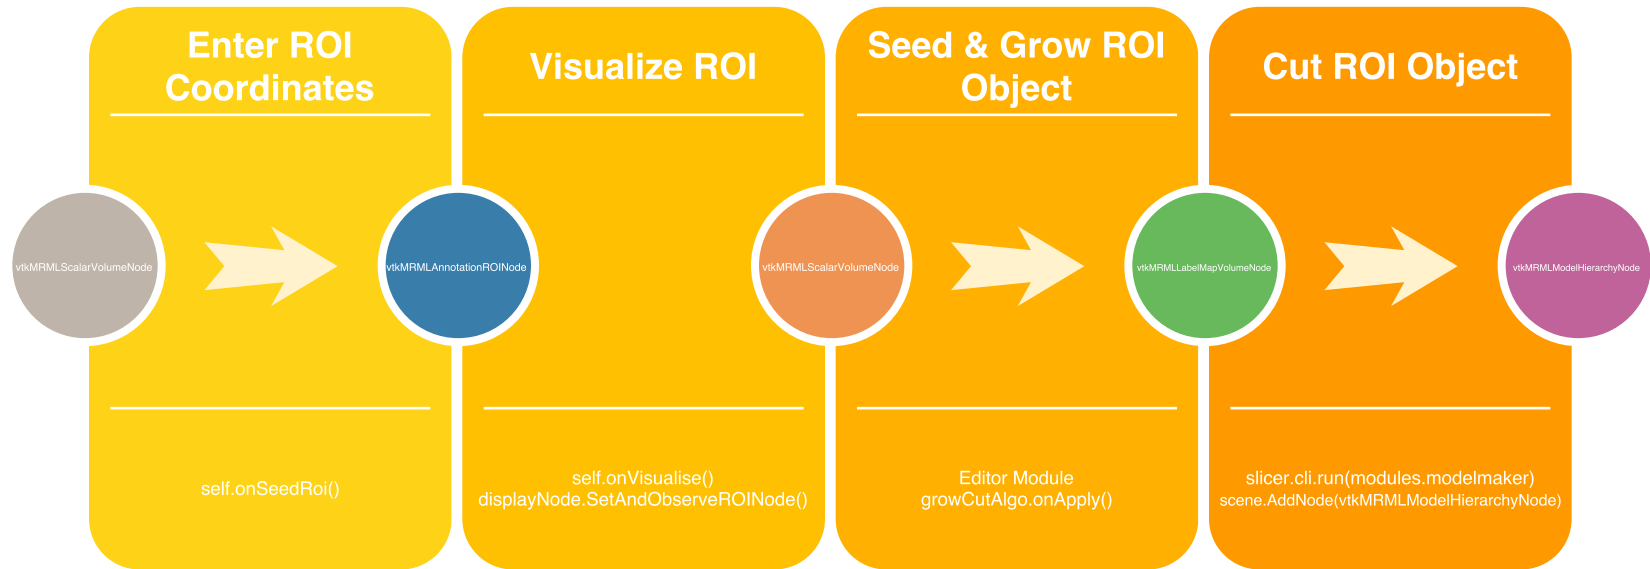 Enter ROI
Coordinates
Visualize ROI
Seed & Grow ROI
Object
Cut ROI Object
vtkMRMLScalarVolumeNode
vtkMRMLAnnotationROINode
vtkMRMLScalarVolumeNode
vtkMRMLLabelMapVolumeNode
vtkMRMLModelHierarchyNode
self.onSeedRoi()
self.onVisualise()
displayNode.SetAndObserveROINode()
Editor Module
growCutAlgo.onApply()
slicer.cli.run(modules.modelmaker)
scene.AddNode(vtkMRMLModelHierarchyNode)